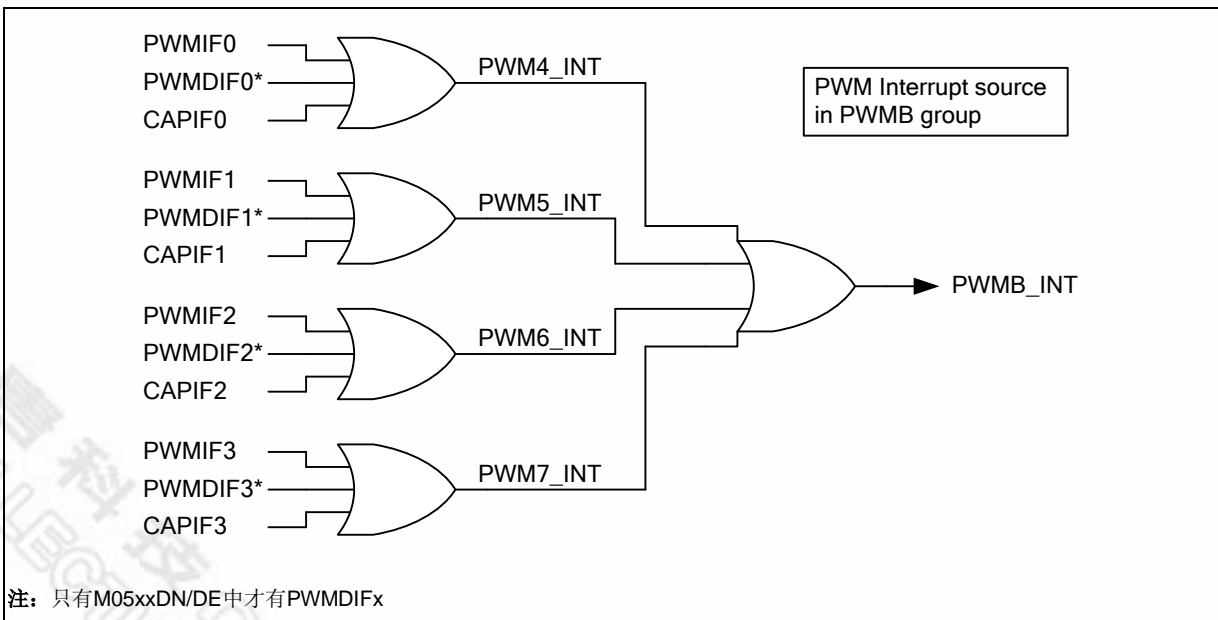 PWMIF0
PWMDIF0*
CAPIF0
PWM4_INT
PWM Interrupt source
in PWMB group
PWMIF1
PWMDIF1*
CAPIF1
PWM5_INT
PWMB_INT
PWMIF2
PWMDIF2*
CAPIF2
PWM6_INT
PWMIF3
PWMDIF3*
CAPIF3
PWM7_INT
注：只有M05xxDN/DE中才有PWMDIFx